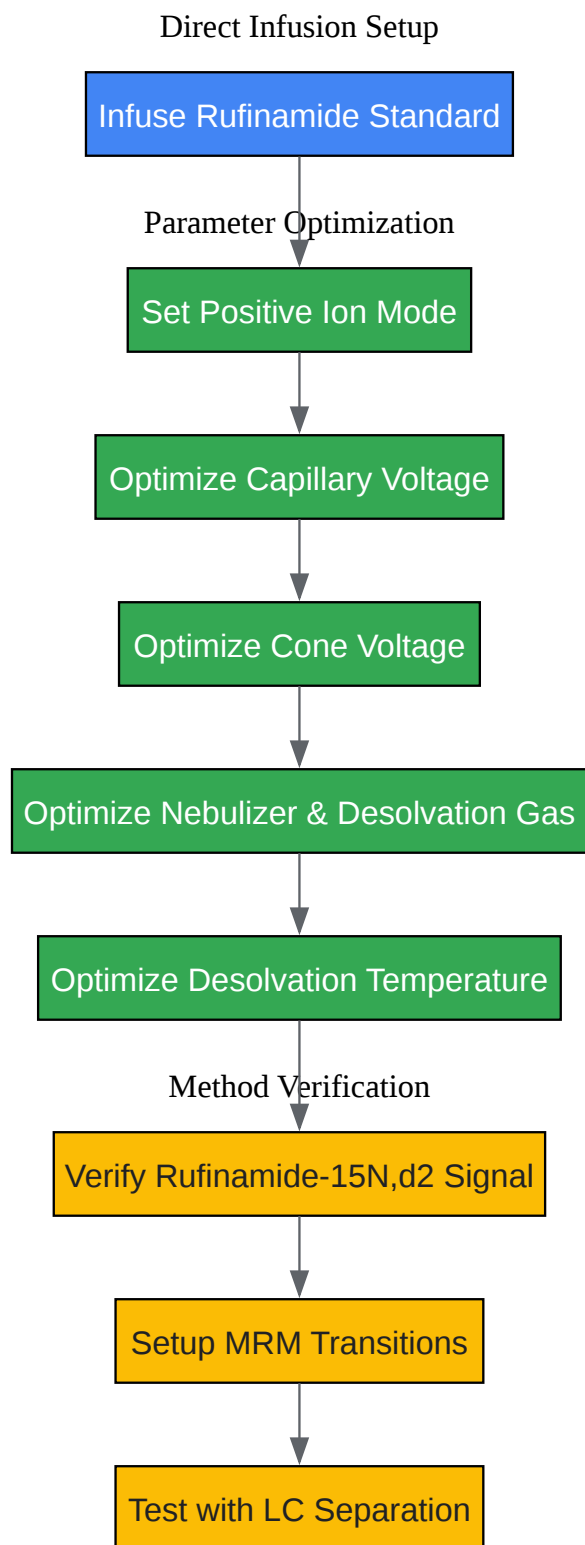 Direct Infusion Setup
Infuse Rufinamide Standard
Parameter Optimization
Set Positive Ion Mode
Optimize Capillary Voltage
Optimize Cone Voltage
Optimize Nebulizer & Desolvation Gas
Optimize Desolvation Temperature
Method Verification
Verify Rufinamide-15N,d2 Signal
Setup MRM Transitions
Test with LC Separation